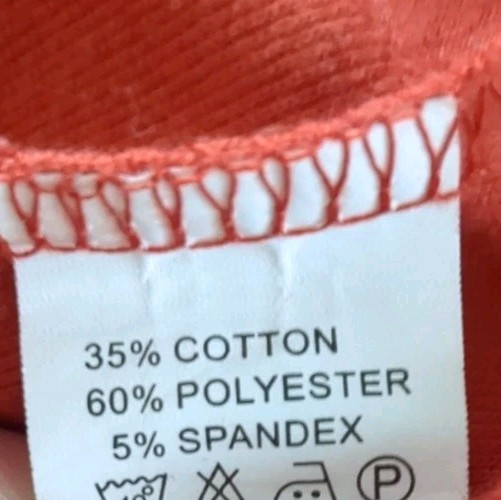 35% COTTON
60% POLYESTER
5% SPANDEX
P